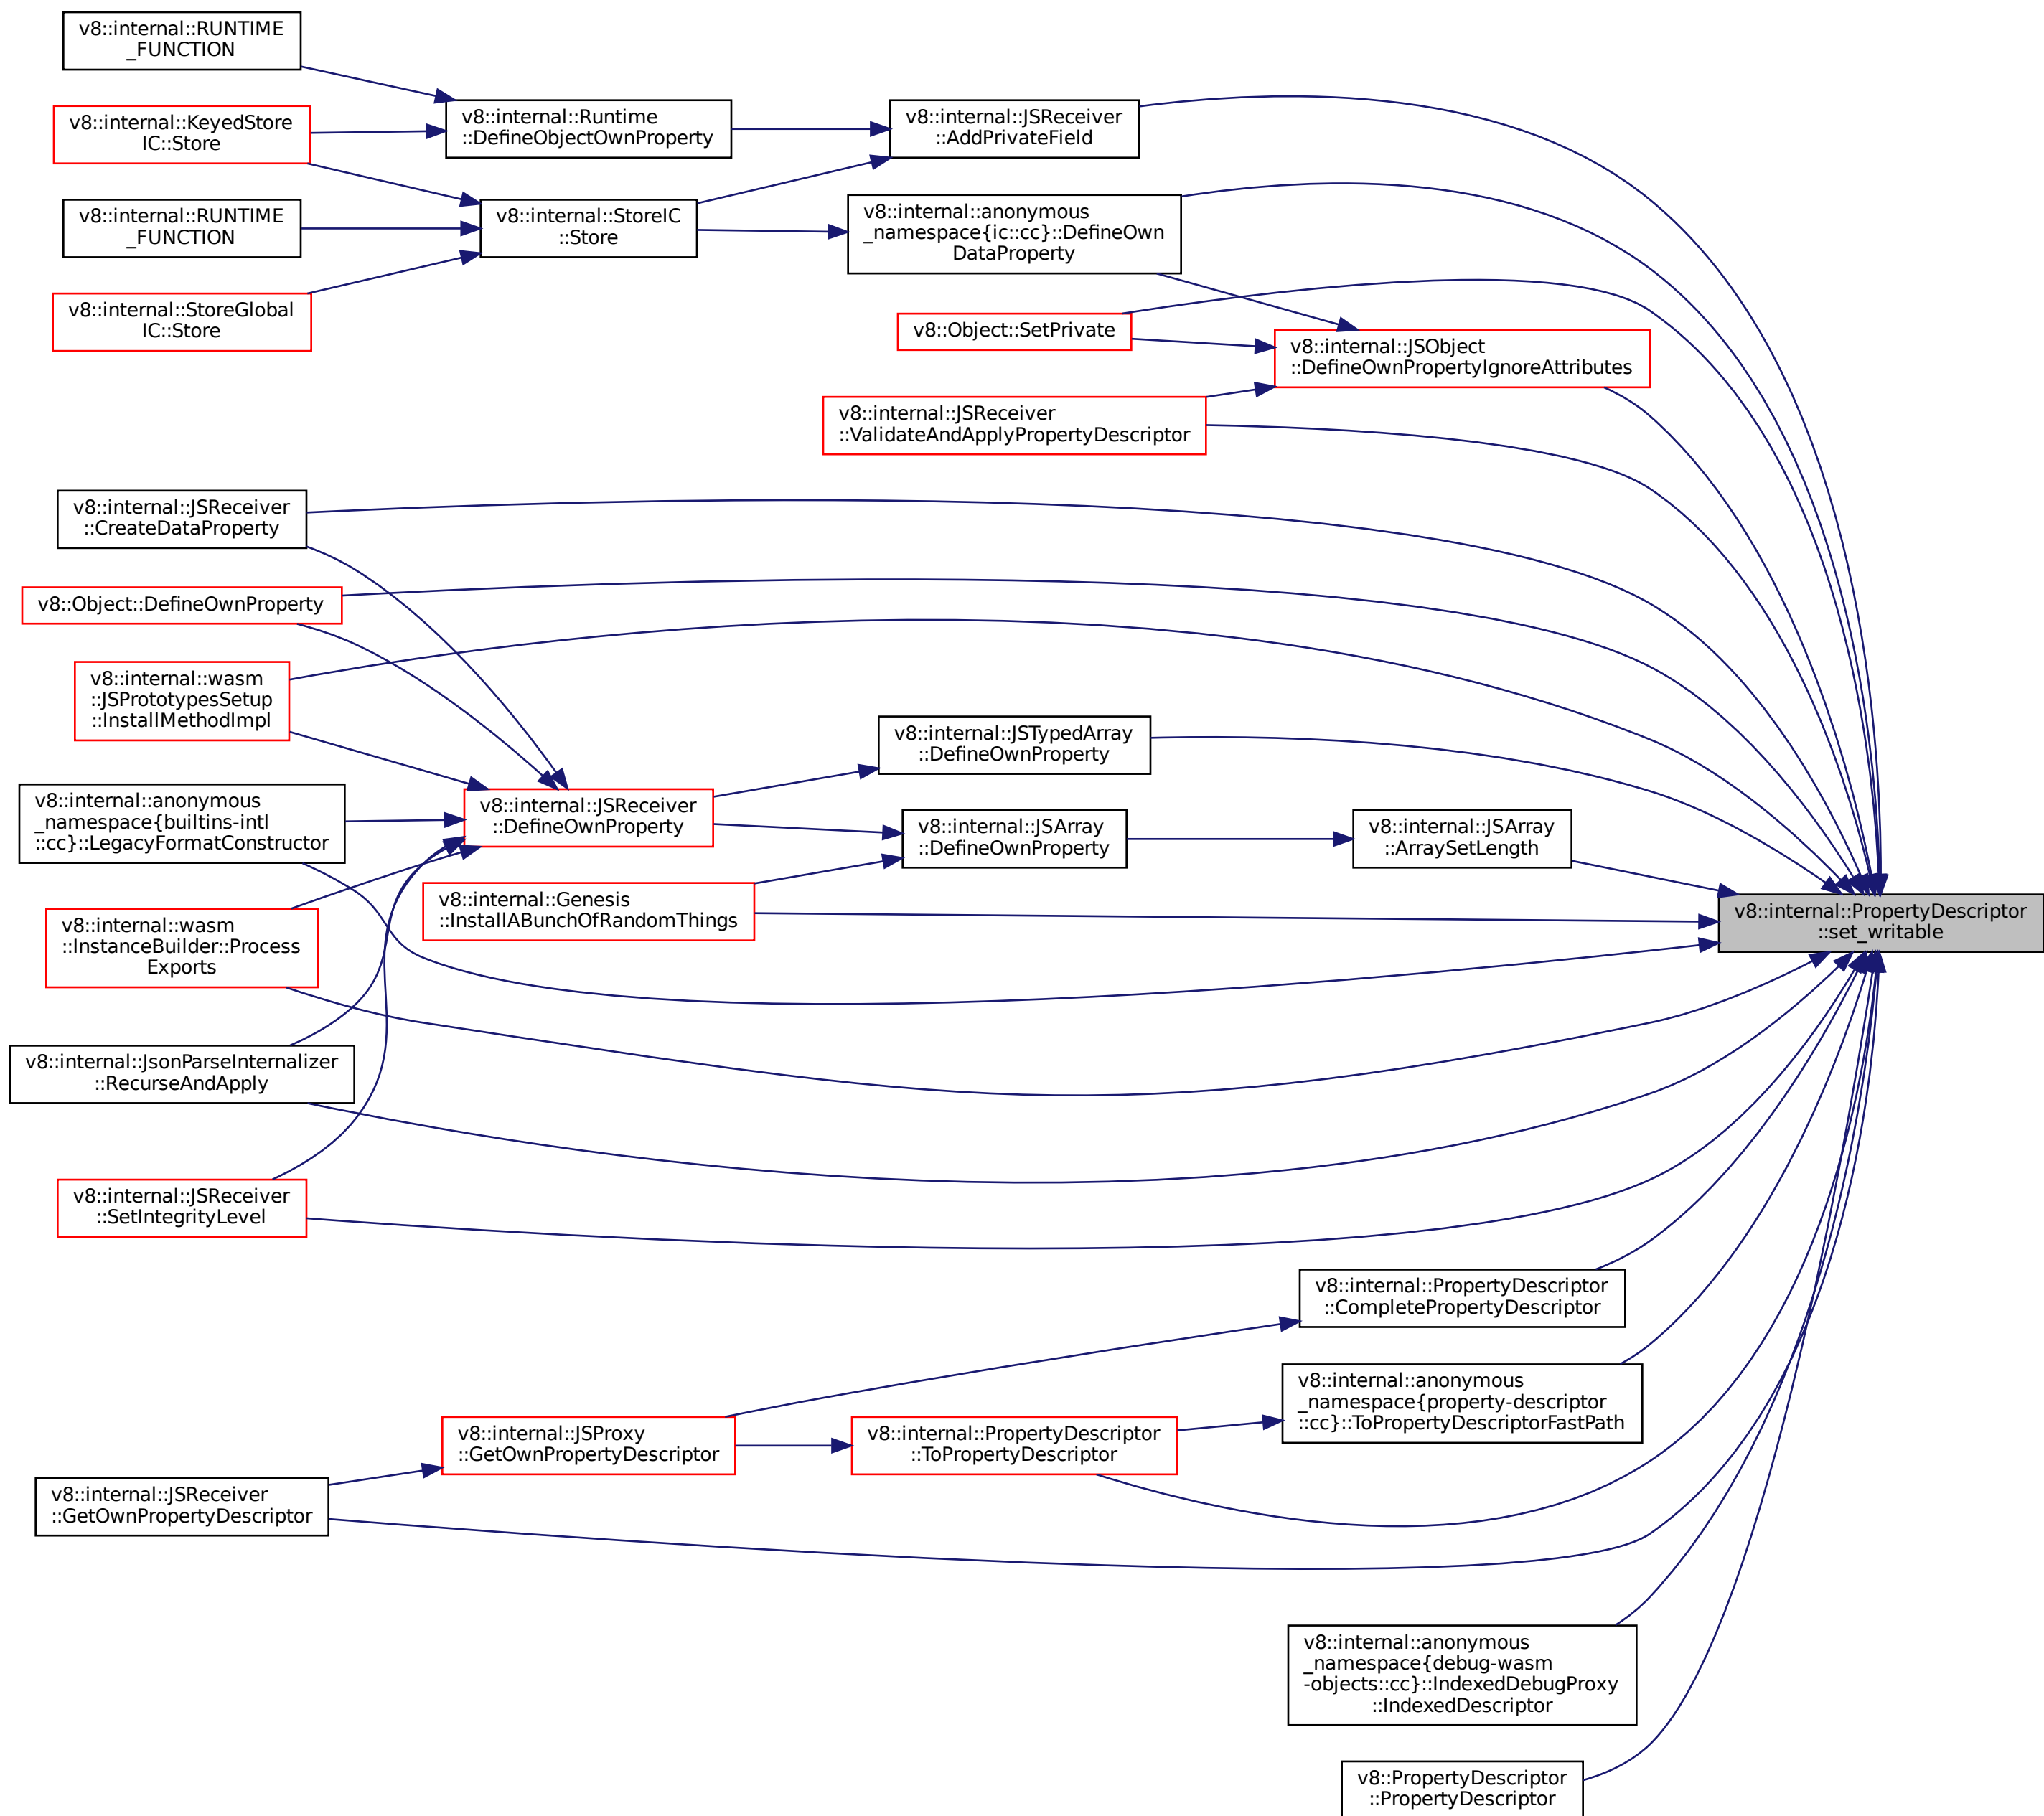 v8::internal::RUNTIME
_FUNCTION
v8::internal::KeyedStore
IC::Store
v8::internal::Runtime
::DefineObjectOwnProperty
v8::internal::JSReceiver
::AddPrivateField
v8::internal::RUNTIME
_FUNCTION
v8::internal::StoreIC
::Store
v8::internal::anonymous
_namespace{ic::cc}::DefineOwn
DataProperty
v8::internal::StoreGlobal
IC::Store
v8::Object::SetPrivate
v8::internal::JSObject
::DefineOwnPropertyIgnoreAttributes
v8::internal::JSReceiver
::ValidateAndApplyPropertyDescriptor
v8::internal::JSReceiver
::CreateDataProperty
v8::Object::DefineOwnProperty
v8::internal::wasm
::JSPrototypesSetup
::InstallMethodImpl
v8::internal::JSTypedArray
::DefineOwnProperty
v8::internal::anonymous
_namespace{builtins-intl
::cc}::LegacyFormatConstructor
v8::internal::JSReceiver
::DefineOwnProperty
v8::internal::JSArray
::DefineOwnProperty
v8::internal::JSArray
::ArraySetLength
v8::internal::Genesis
::InstallABunchOfRandomThings
v8::internal::PropertyDescriptor
::set_writable
v8::internal::wasm
::InstanceBuilder::Process
Exports
v8::internal::JsonParseInternalizer
::RecurseAndApply
v8::internal::JSReceiver
::SetIntegrityLevel
v8::internal::PropertyDescriptor
::CompletePropertyDescriptor
v8::internal::anonymous
_namespace{property-descriptor
::cc}::ToPropertyDescriptorFastPath
v8::internal::JSProxy
::GetOwnPropertyDescriptor
v8::internal::PropertyDescriptor
::ToPropertyDescriptor
v8::internal::JSReceiver
::GetOwnPropertyDescriptor
v8::internal::anonymous
_namespace{debug-wasm
-objects::cc}::IndexedDebugProxy
::IndexedDescriptor
v8::PropertyDescriptor
::PropertyDescriptor